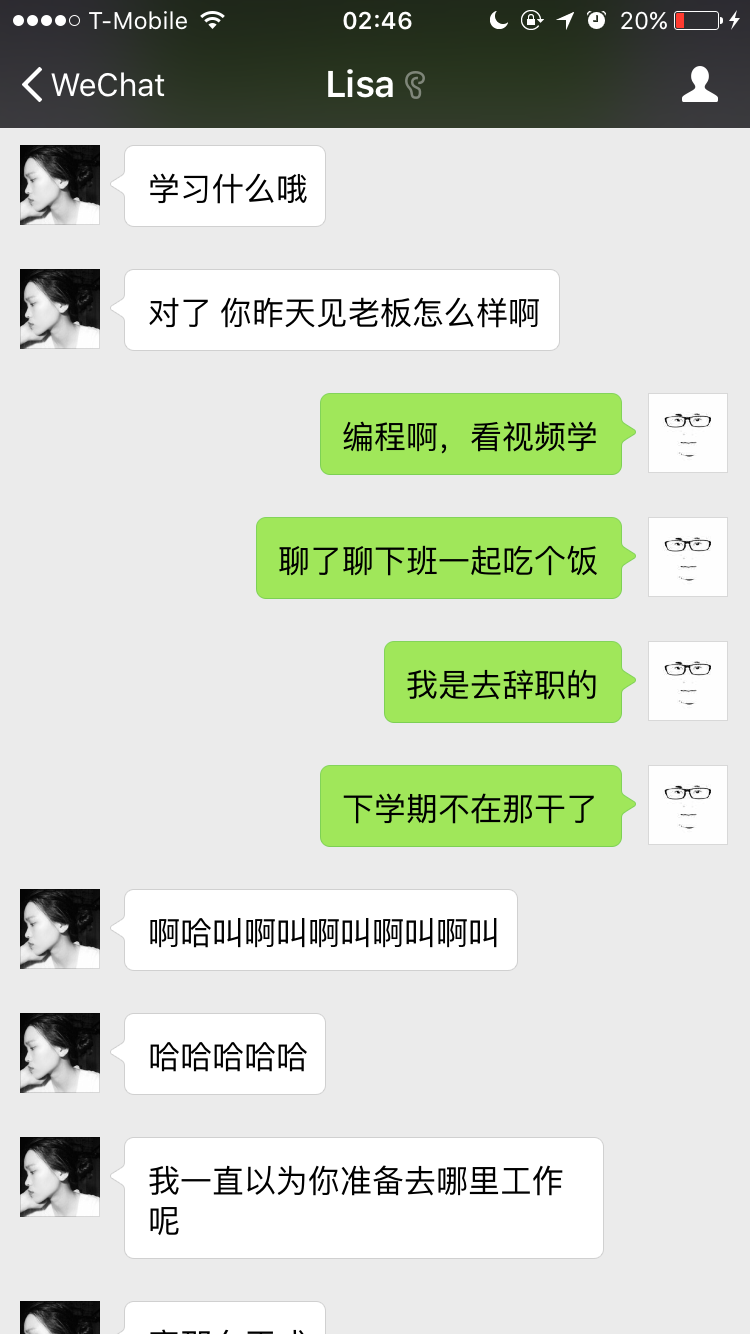 T-Mobile 02:46 20%
WeChat Lisa
学习什么哦
对了 你昨天见老板怎么样啊
编程啊，看视频学
聊了聊下班一起吃个饭
我是去辞职的
下学期不在那干了
啊哈叫啊叫啊叫啊叫啊叫
哈哈哈哈哈
我一直以为你准备去哪里工作
呢